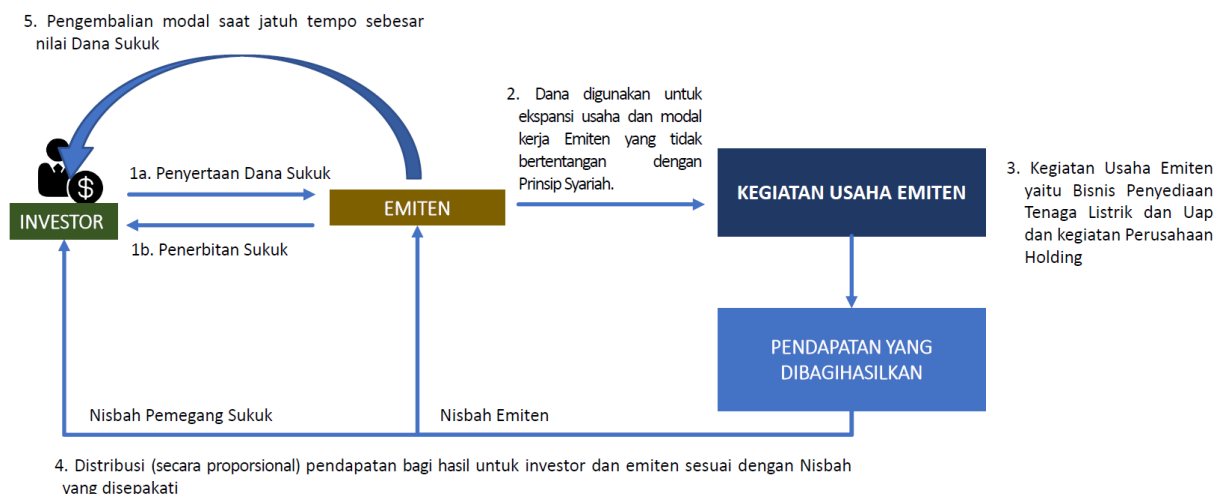 5. Pengembalian modal saat jatuh tempo sebesar
nilai Dana Sukuk
2. Dana digunakan untuk
ekspansi usaha dan modal
kerja Emiten yang tidak
bertentangan dengan
Prinsip Syariah.
$
1a. Penyertaan Dana Sukuk
INVESTOR
EMITEN
1b. Penerbitan Sukuk
KEGIATAN USAHA EMITEN
3. Kegiatan Usaha Emiten
yaitu Bisnis Penyediaan
Tenaga Listrik dan Uap
dan kegiatan Perusahaan
Holding
PENDAPATAN YANG
DIBAGIHASILKAN
Nisbah Pemegang Sukuk
Nisbah Emiten
4. Distribusi (secara proporsional) pendapatan bagi hasil untuk investor dan emiten sesuai dengan Nisbah
yang disepakati